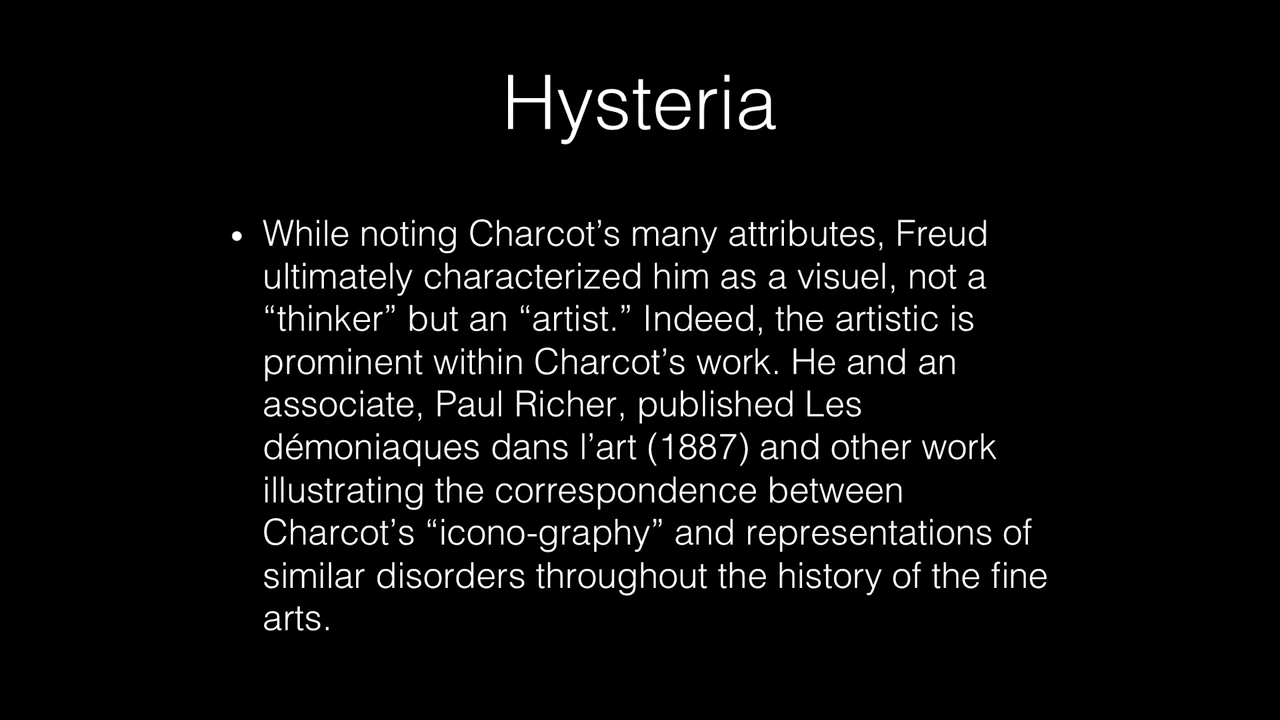 Hysteria
• While noting Charcot’s many attributes, Freud
ultimately characterized him as a visuel, not a
“thinker” but an “artist.” Indeed, the artistic is
prominent within Charcot’s work. He and an
associate, Paul Richer, published Les
démoniaques dans l’art (1887) and other work
illustrating the correspondence between
Charcot’s “icono-graphy” and representations of
similar disorders throughout the history of the fine
arts.